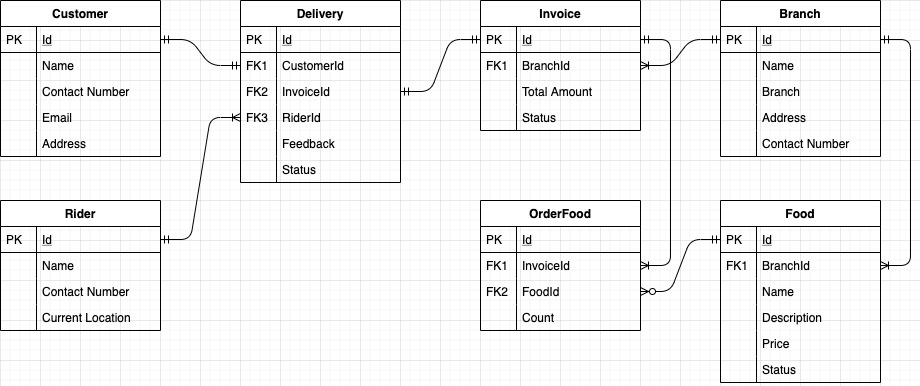 Customer
PK Id
Name
Contact Number
Email
Address
Delivery
PK Id
FK1 CustomerId
FK2 InvoiceId
FK3 RiderId
Feedback
Status
Invoice
PK Id
FK1 BranchId
Total Amount
Status
Branch
PK Id
Name
Branch
Address
Contact Number
Rider
PK Id
Name
Contact Number
Current Location
OrderFood
PK Id
FK1 InvoiceId
FK2 FoodId
Count
Food
PK Id
FK1 BranchId
Name
Description
Price
Status